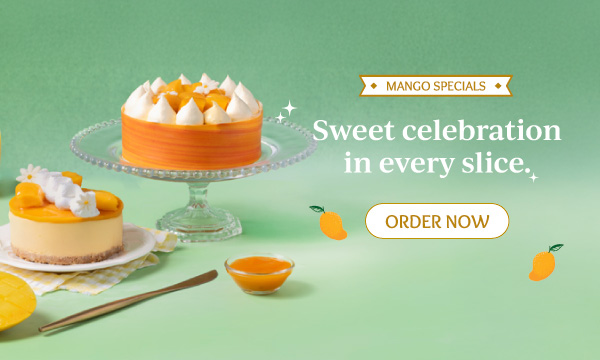 MANGO SPECIALS
Sweet celebration
in every slice.
ORDER NOW